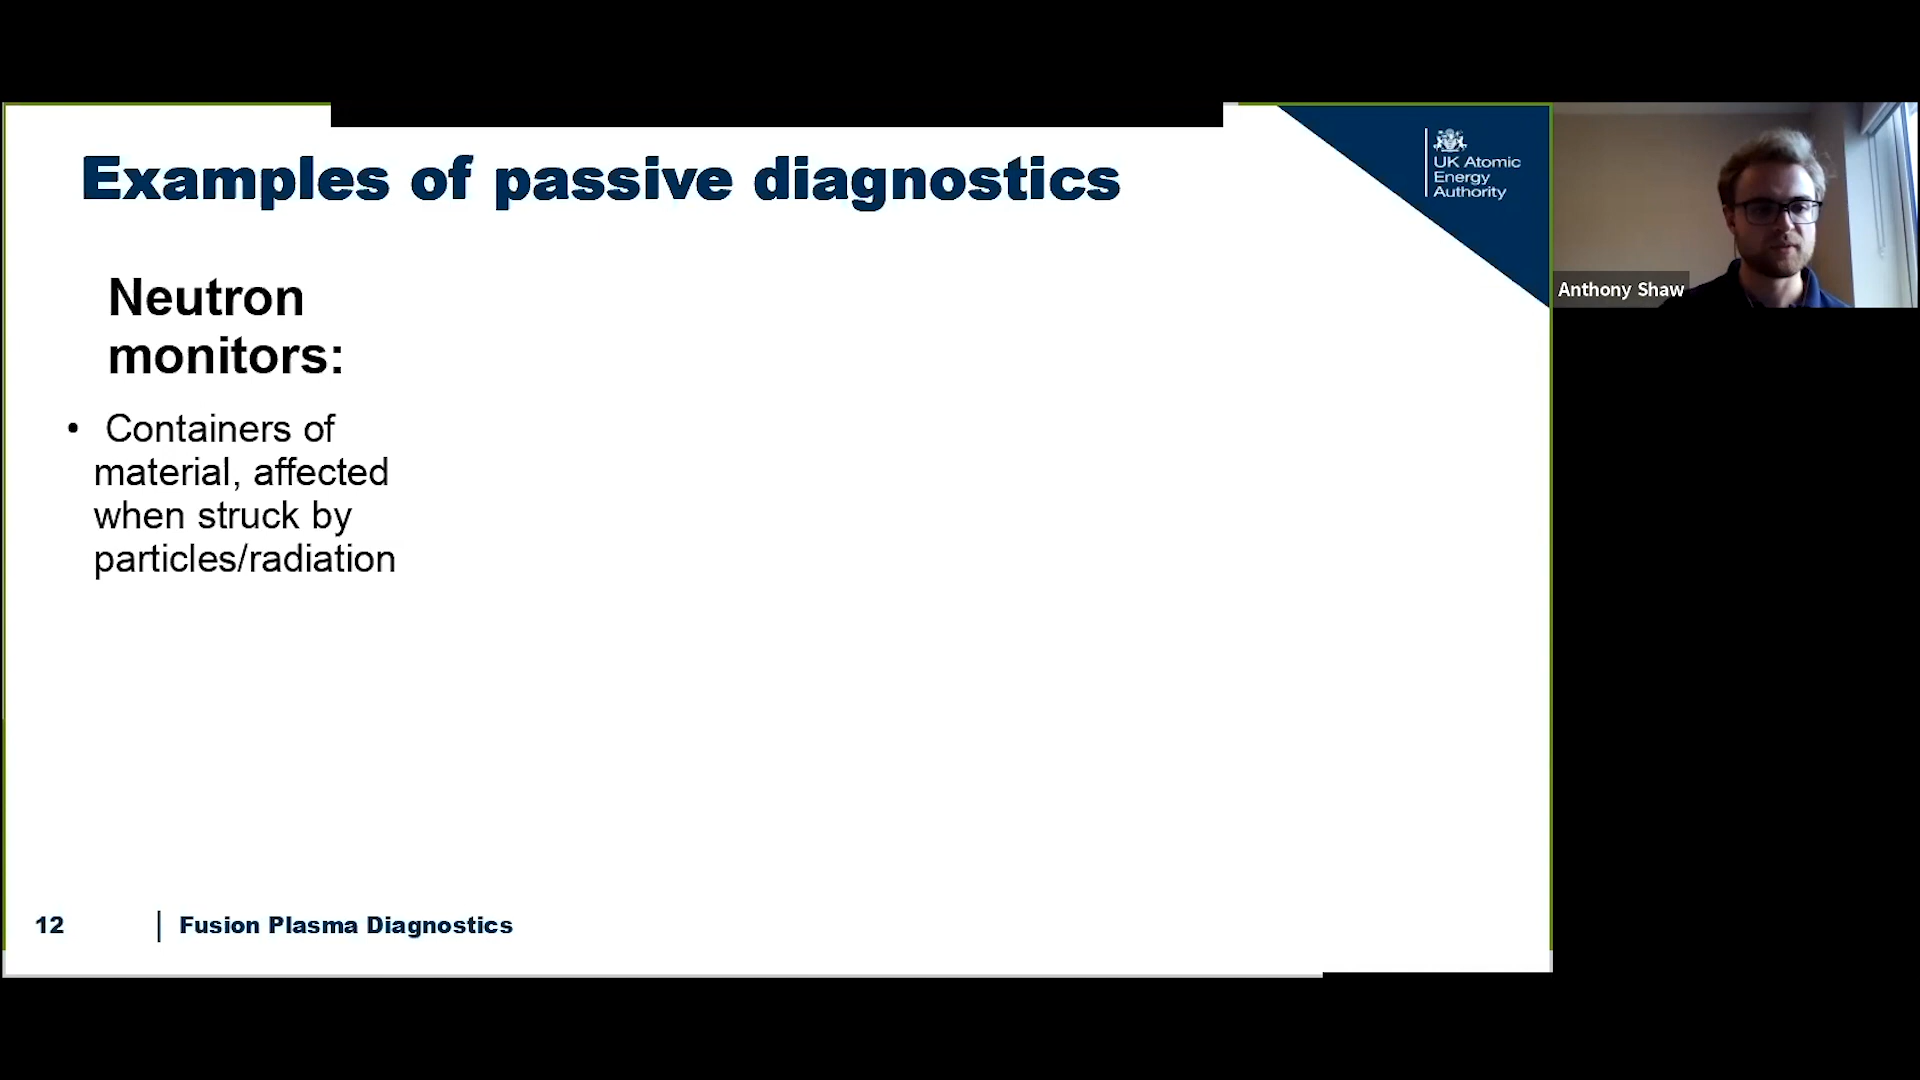 Examples of passive diagnostics
UK Atomic
Energy
Authority
Anthony Shaw
Neutron
monitors:
• Containers of
material, affected
when struck by
particles/radiation
12 | Fusion Plasma Diagnostics